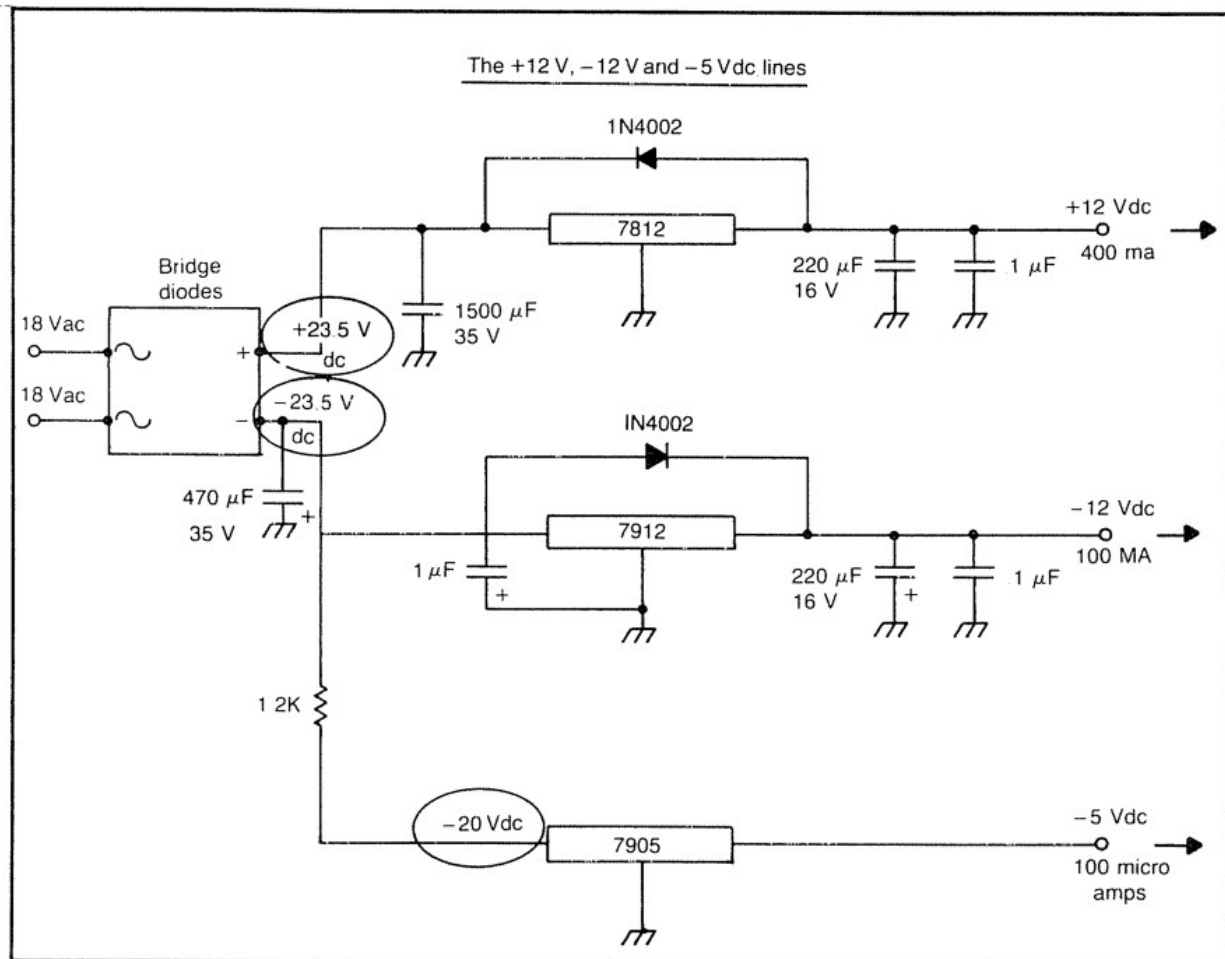 The +12 V, −12 V and −5 Vdc lines
1N4002
7812
+12 Vdc
400 ma
220 µF
16 V
.1 µF
1500 µF
35 V
Bridge
diodes
18 Vac
+
+23.5 V
dc
18 Vac
−
−23.5 V
dc
470 µF
35 V
+
IN4002
7912
−12 Vdc
100 MA
1 µF
+
220 µF
16 V
+
.1 µF
1 2K
−20 Vdc
7905
−5 Vdc
100 micro
amps